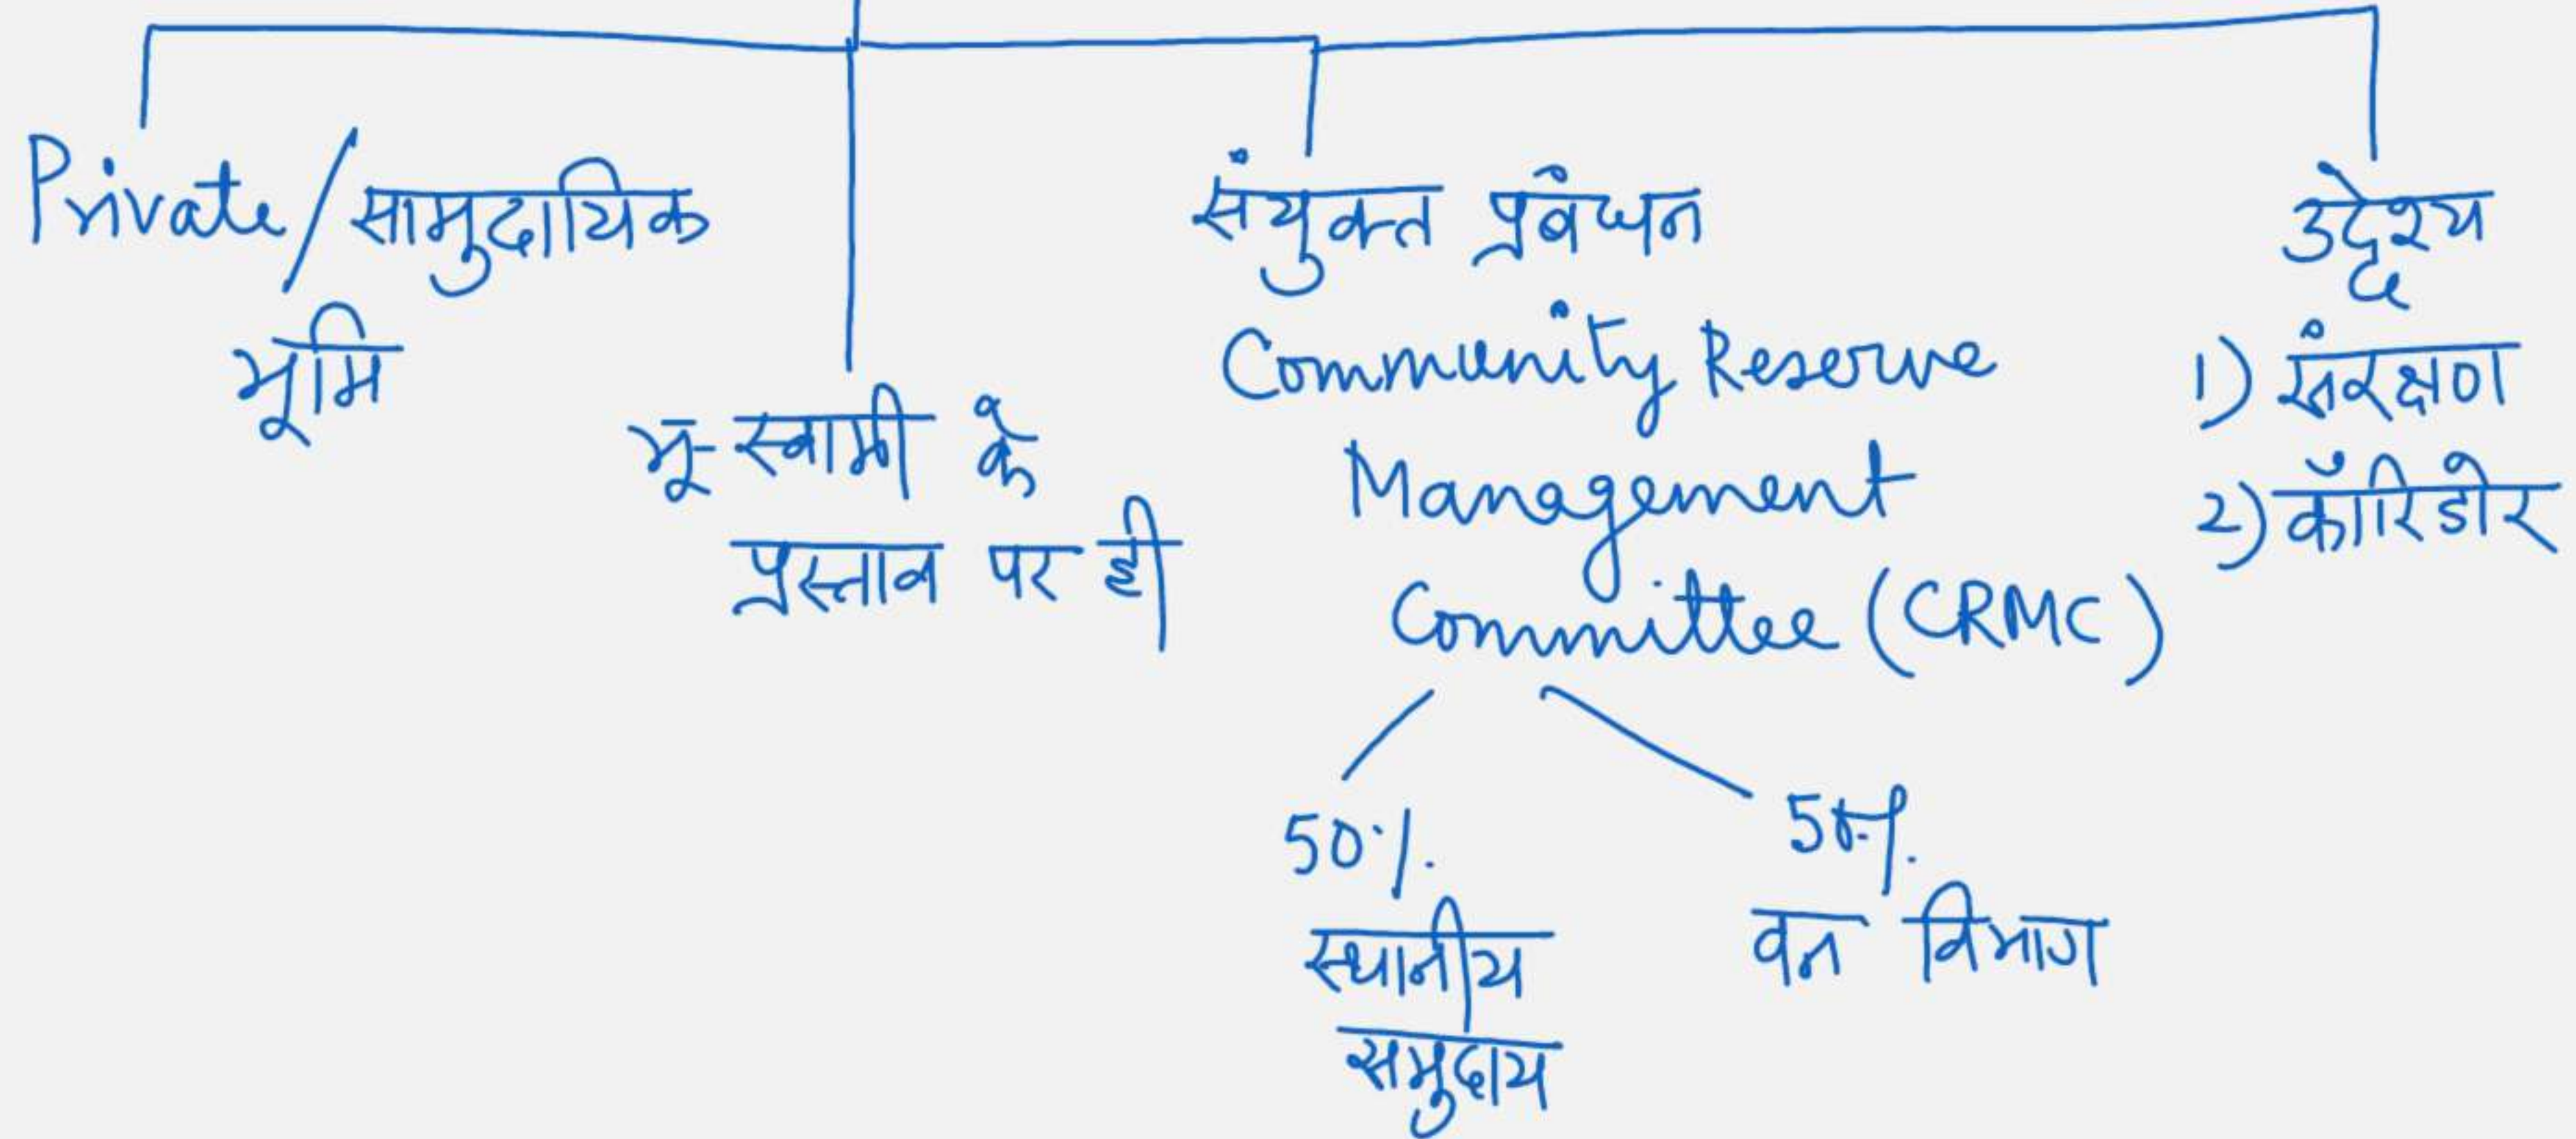 Private/सामुदायिक
भूमि
भू-स्वामी के
प्रस्ताव पर ही
संयुक्त प्रबंधन
Community Reserve
Management
Committee (CRMC)
50%
स्थानीय
समुदाय
50%
वन विभाग
उद्देश्य
1) संरक्षण
2) कॉरिडोर